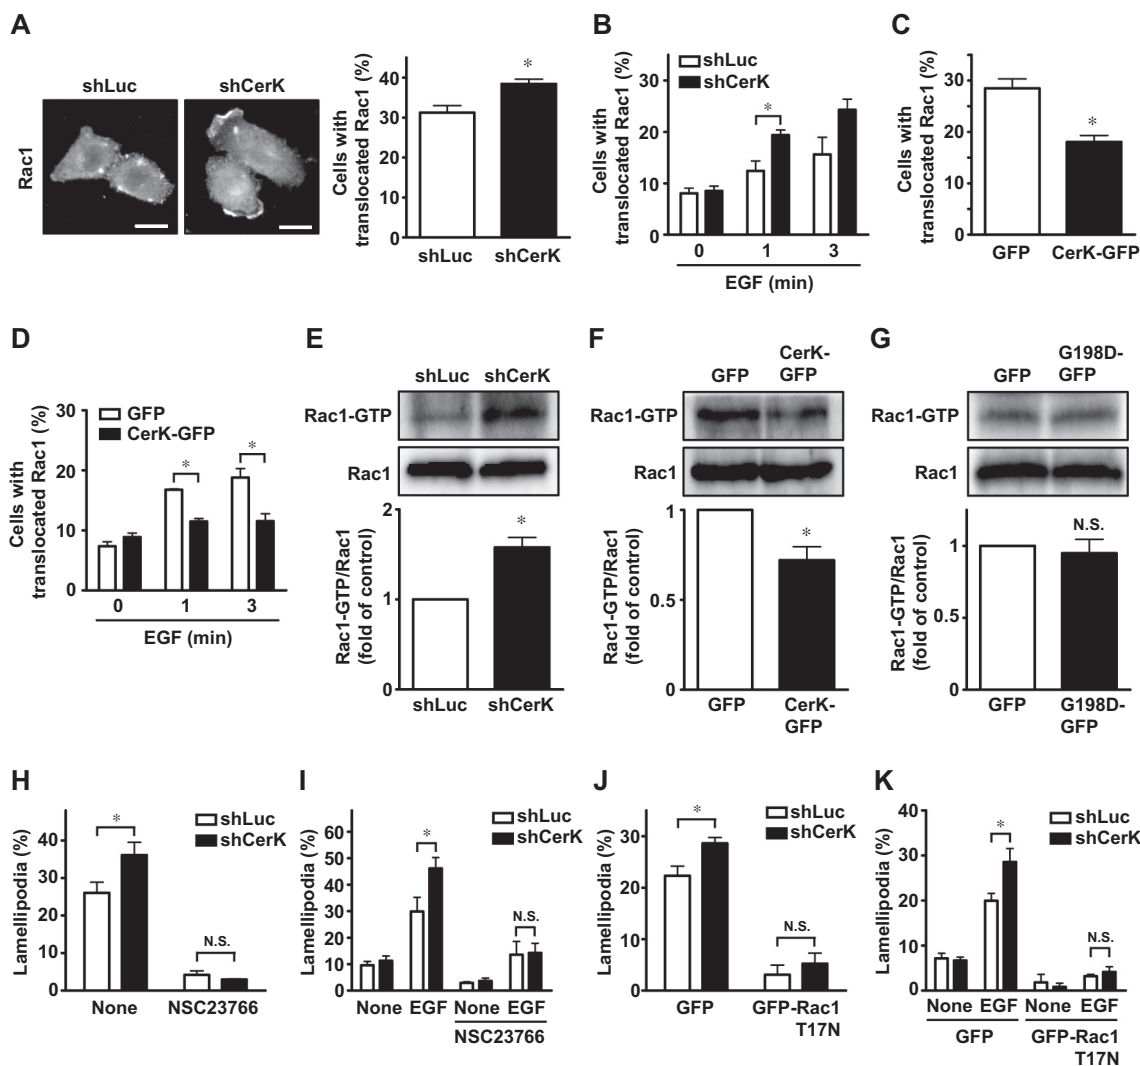 A
shLuc
shCerK
Rac1
Cells with
translocated Rac1 (%)
40
30
20
10
0
*
shLuc
shCerK
B
shLuc
shCerK
Cells with
translocated Rac1 (%)
30
20
10
0
*
0
1
3
EGF (min)
C
Cells with
translocated Rac1 (%)
30
20
10
0
*
GFP
CerK-GFP
D
GFP
CerK-GFP
Cells with
translocated Rac1 (%)
30
20
10
0
*
*
0
1
3
EGF (min)
E
shLuc
shCerK
Rac1-GTP
Rac1
Rac1-GTP/Rac1
(fold of control)
2
1
0
*
shLuc
shCerK
F
GFP
CerK-
GFP
Rac1-GTP
Rac1
Rac1-GTP/Rac1
(fold of control)
1
0.5
0
*
GFP
CerK-
GFP
G
GFP
G198D-
GFP
Rac1-GTP
Rac1
Rac1-GTP/Rac1
(fold of control)
1
0.5
0
N.S.
GFP
G198D-
GFP
H
shLuc
shCerK
Lamellipodia (%)
40
30
20
10
0
*
N.S.
None
NSC23766
I
shLuc
shCerK
Lamellipodia (%)
60
50
40
30
20
10
0
*
N.S.
None
EGF
None
EGF
NSC23766
J
shLuc
shCerK
Lamellipodia (%)
30
20
10
0
*
N.S.
GFP
GFP-Rac1
T17N
K
shLuc
shCerK
Lamellipodia (%)
40
30
20
10
0
*
N.S.
None
EGF
None
EGF
GFP
GFP-Rac1
T17N